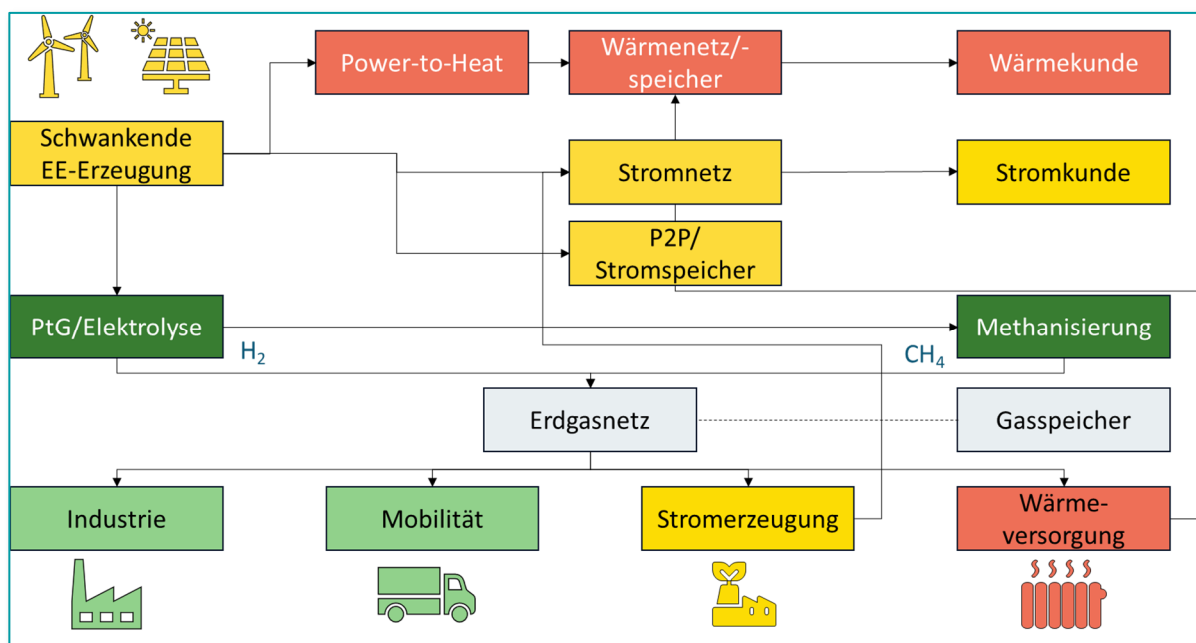 Power-to-Heat
Wärmenetz/-
speicher
Wärmekunde
Schwankende
EE-Erzeugung
Stromnetz
Stromkunde
P2P/
Stromspeicher
PtG/Elektrolyse
Methanisierung
H₂
CH₄
Erdgasnetz
Gasspeicher
Industrie
Mobilität
Stromerzeugung
Wärme-
versorgung